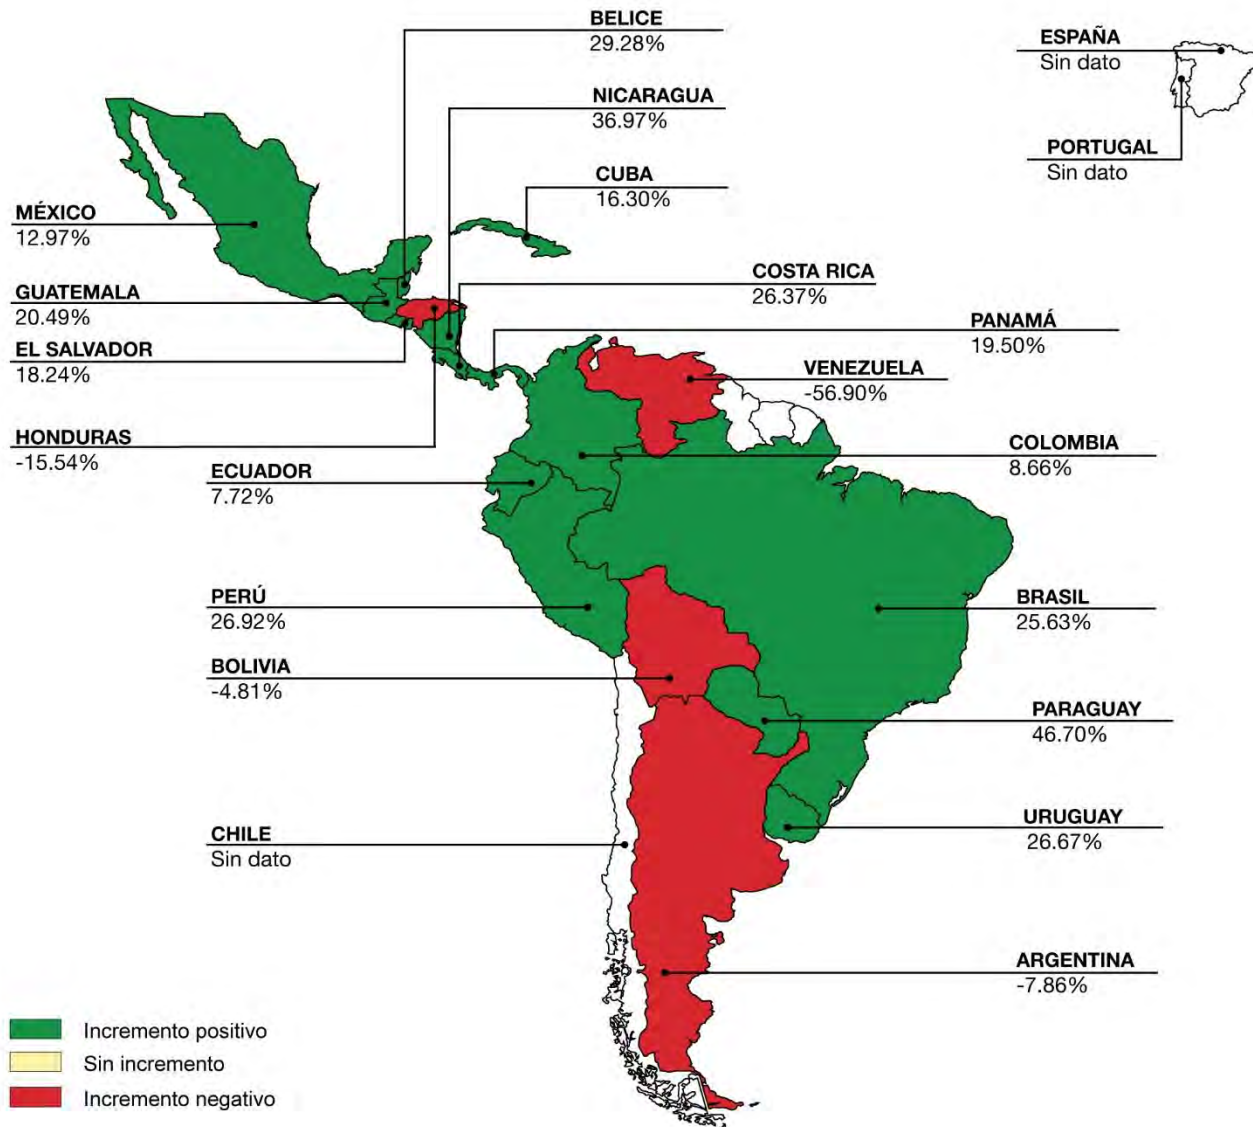 BELICE
29.28%
ESPAÑA
Sin dato
NICARAGUA
36.97%
PORTUGAL
Sin dato
CUBA
16.30%
MÉXICO
12.97%
COSTA RICA
26.37%
GUATEMALA
20.49%
PANAMÁ
19.50%
EL SALVADOR
18.24%
VENEZUELA
-56.90%
HONDURAS
-15.54%
COLOMBIA
8.66%
ECUADOR
7.72%
PERÚ
26.92%
BRASIL
25.63%
BOLIVIA
-4.81%
PARAGUAY
46.70%
URUGUAY
26.67%
CHILE
Sin dato
ARGENTINA
-7.86%
Incremento positivo
Sin incremento
Incremento negativo